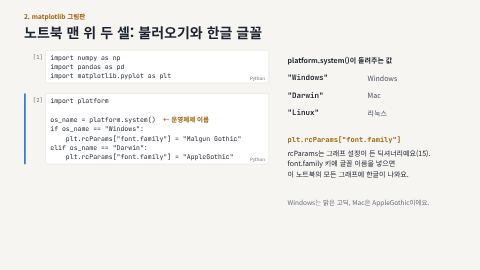 2. matplotlib 그림판
노트북 맨 위 두 셀: 불러오기와 한글 글꼴
[1]
import numpy as np
import pandas as pd
import matplotlib.pyplot as plt
Python
[2]
import platform
os_name = platform.system() ← 운영체제 이름
if os_name == "Windows":
plt.rcParams["font.family"] = "Malgun Gothic"
elif os_name == "Darwin":
plt.rcParams["font.family"] = "AppleGothic"
Python
platform.system()이 돌려주는 값
"Windows" Windows
"Darwin" Mac
"Linux" 리눅스
plt.rcParams["font.family"]
rcParams는 그래프 설정이 든 딕셔너리예요(15).
font.family 키에 글꼴 이름을 넣으면
이 노트북의 모든 그래프에 한글이 나와요.
Windows는 맑은 고딕, Mac은 AppleGothic이에요.